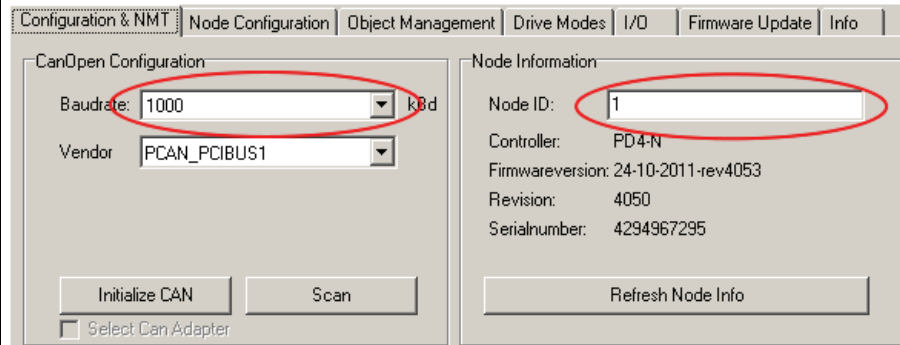 Configuration & NMT Node Configuration Object Management Drive Modes I/O Firmware Update Info
CanOpen Configuration
Baudrate: 1000 kBd
Vendor PCAN_PCIBUS1
Initialize CAN Scan
Select Can Adapter
Node Information
Node ID: 1
Controller: PD4-N
Firmwareversion: 24-10-2011-rev4053
Revision: 4050
Serialnumber: 4294967295
Refresh Node Info